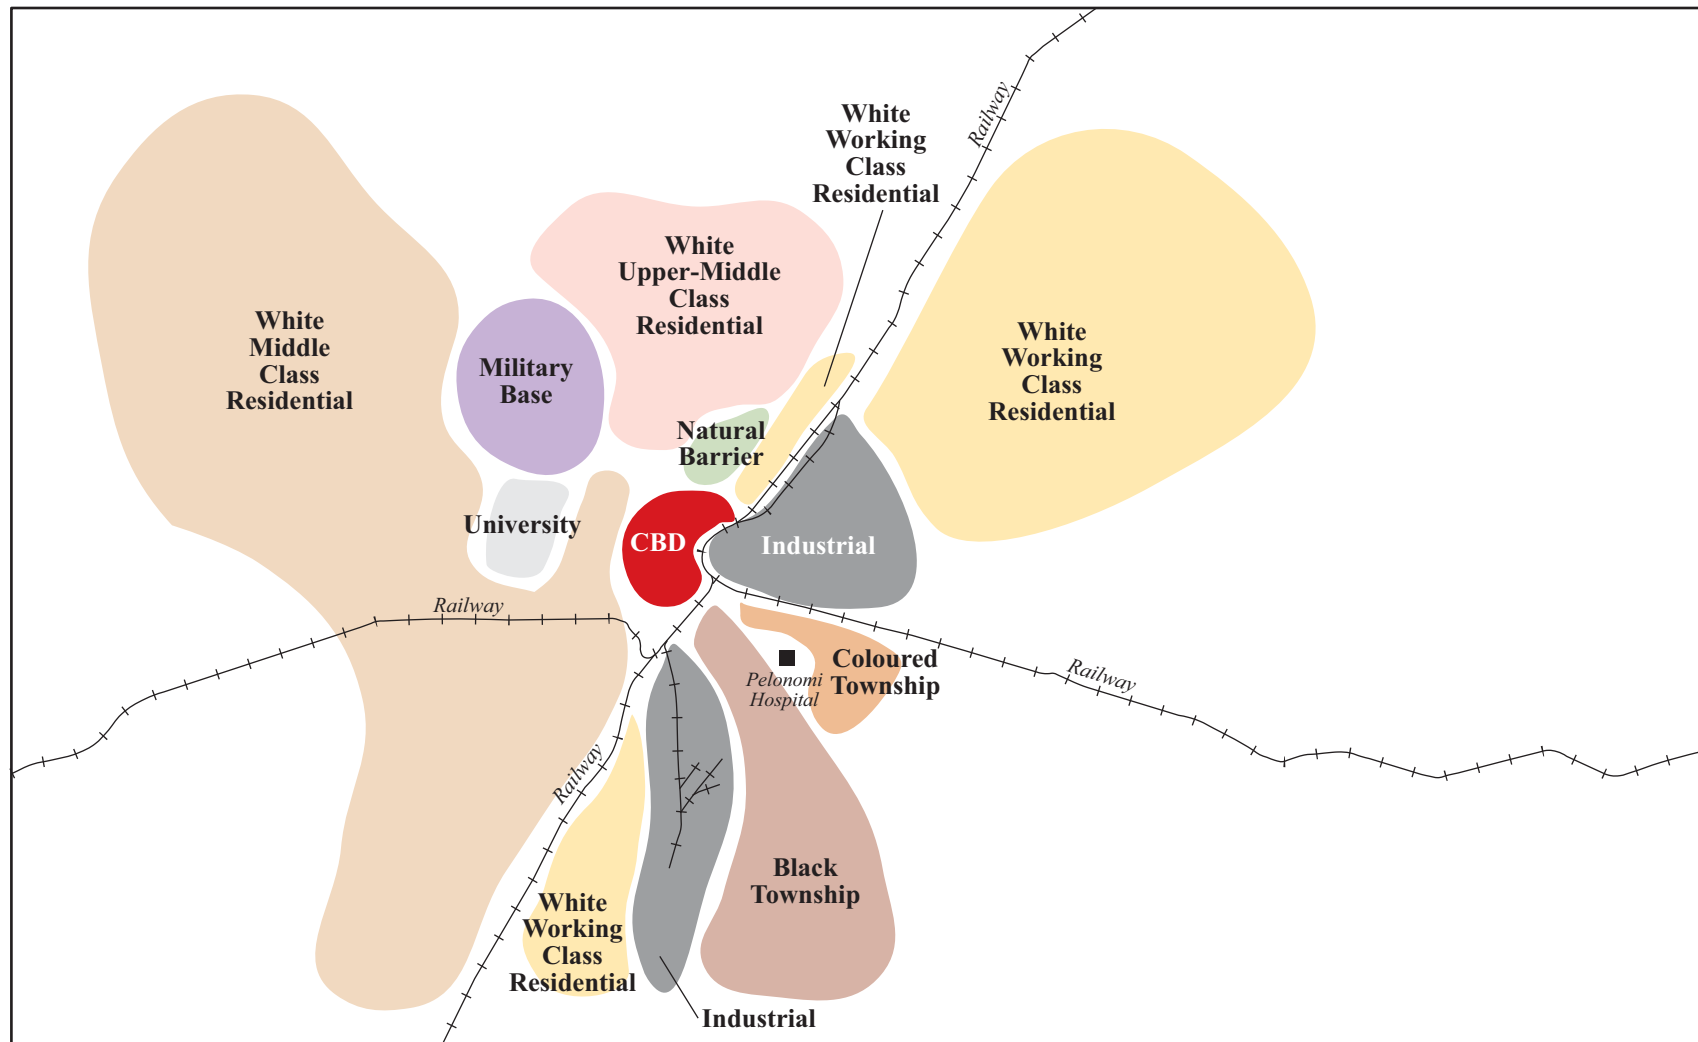 Railway
White
Working
Class
Residential
White
Upper-Middle
Class
Residential
White
Middle
Class
Residential
Military
Base
White
Working
Class
Residential
Natural
Barrier
University
CBD
Industrial
Railway
Coloured
Township
Pelonomi
Hospital
Railway
Railway
Black
Township
White
Working
Class
Residential
Industrial